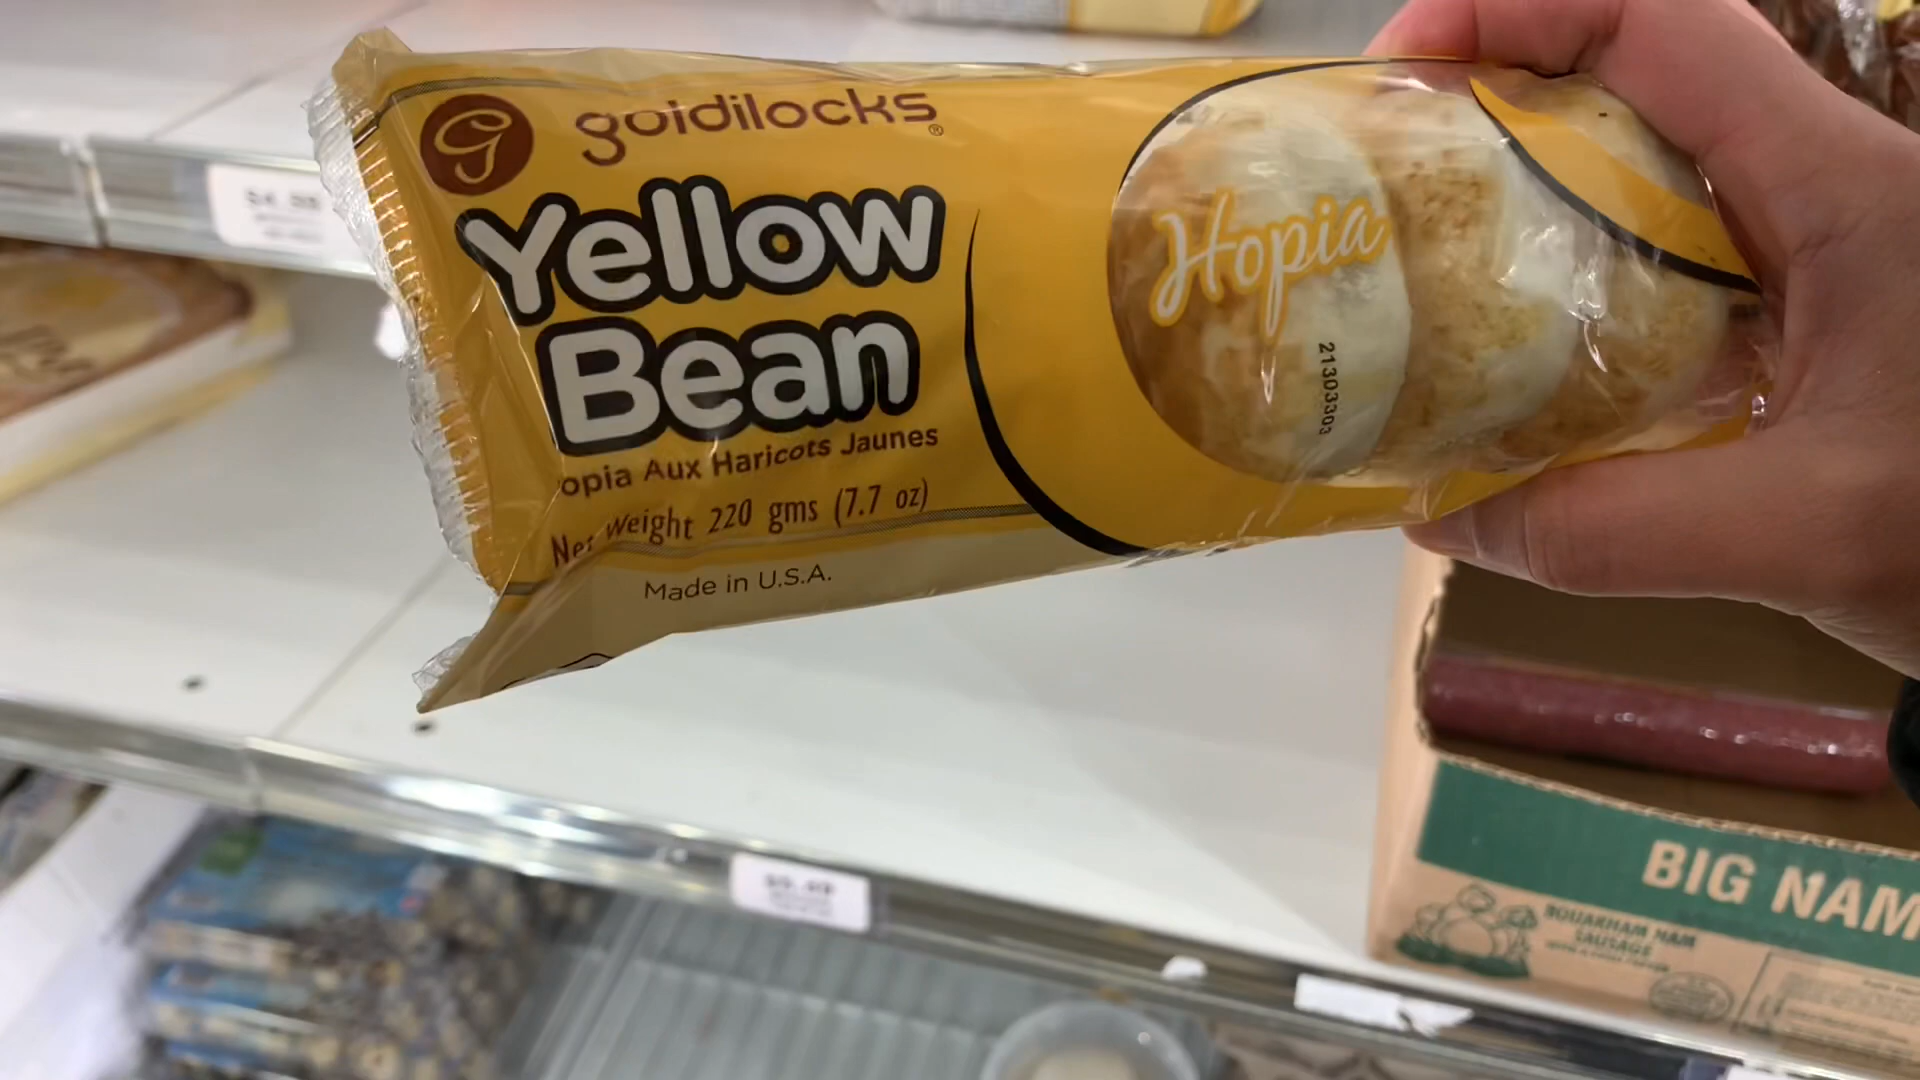 goldilocks®
Yellow
Bean
opia Aux Haricots Jaunes
Net Weight 220 gms (7.7 oz)
Made in U.S.A.
Hopia
21303303
BIG NAM
SAUSAGE